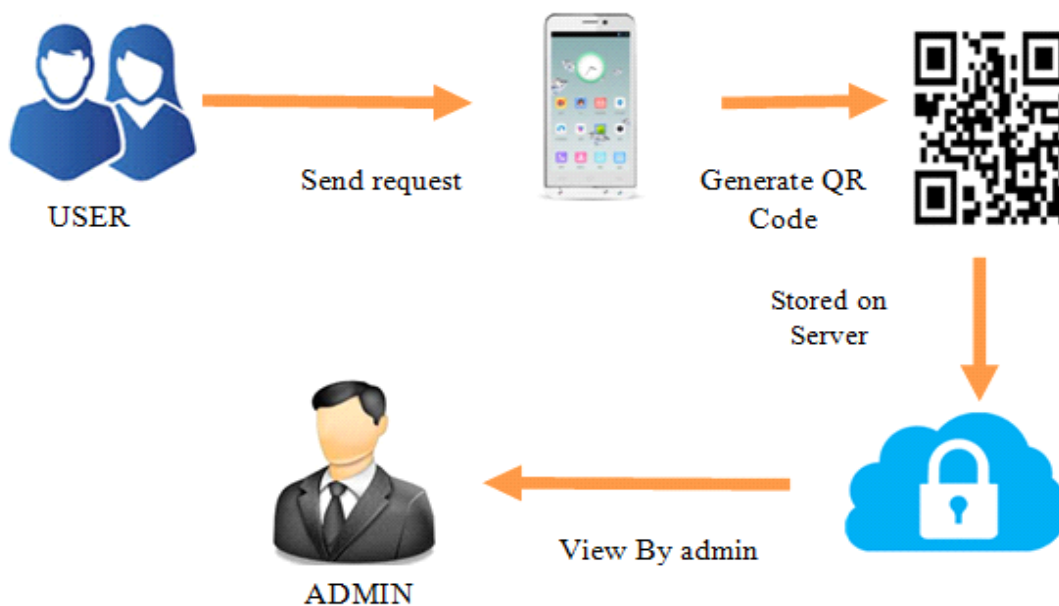 Send request
USER
Generate QR
Code
Stored on
Server
View By admin
ADMIN